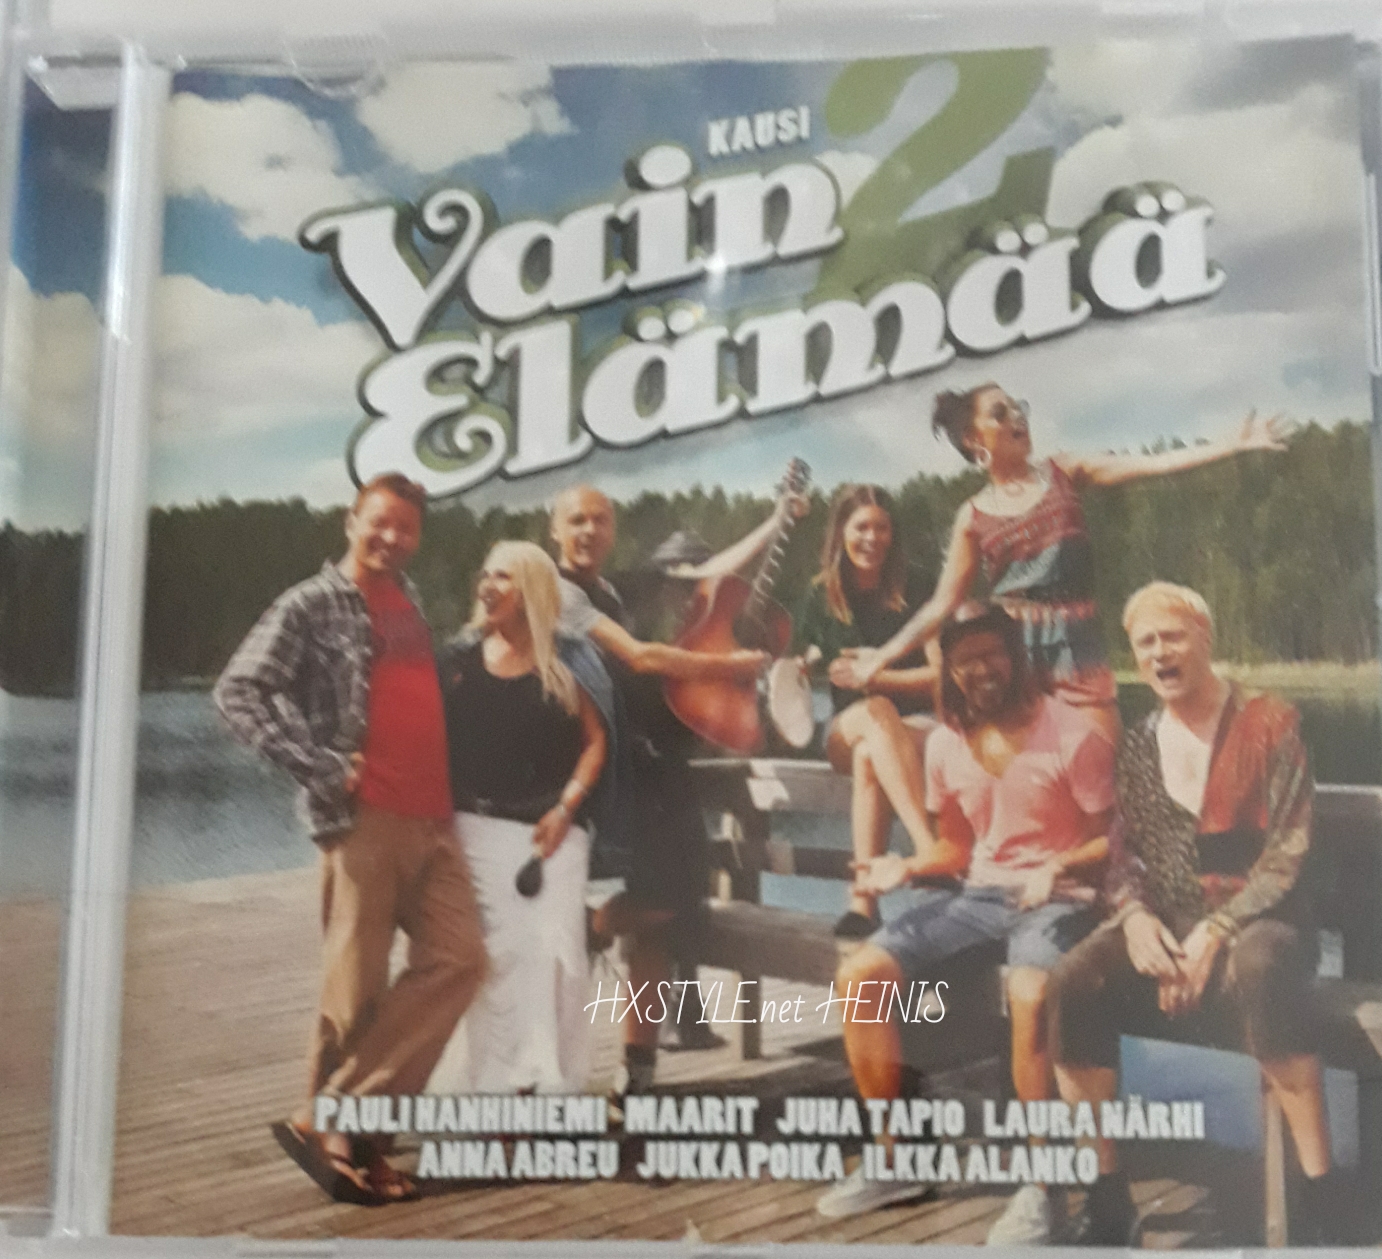 KAUSI 2
Vain
Elämää
HXSTYLE.net HEINIS
PAULI HANHINIEMI MAARIT JUHA TAPIO LAURA NÄRHI
ANNA ABREU JUKKA POIKA ILKKA ALANKO